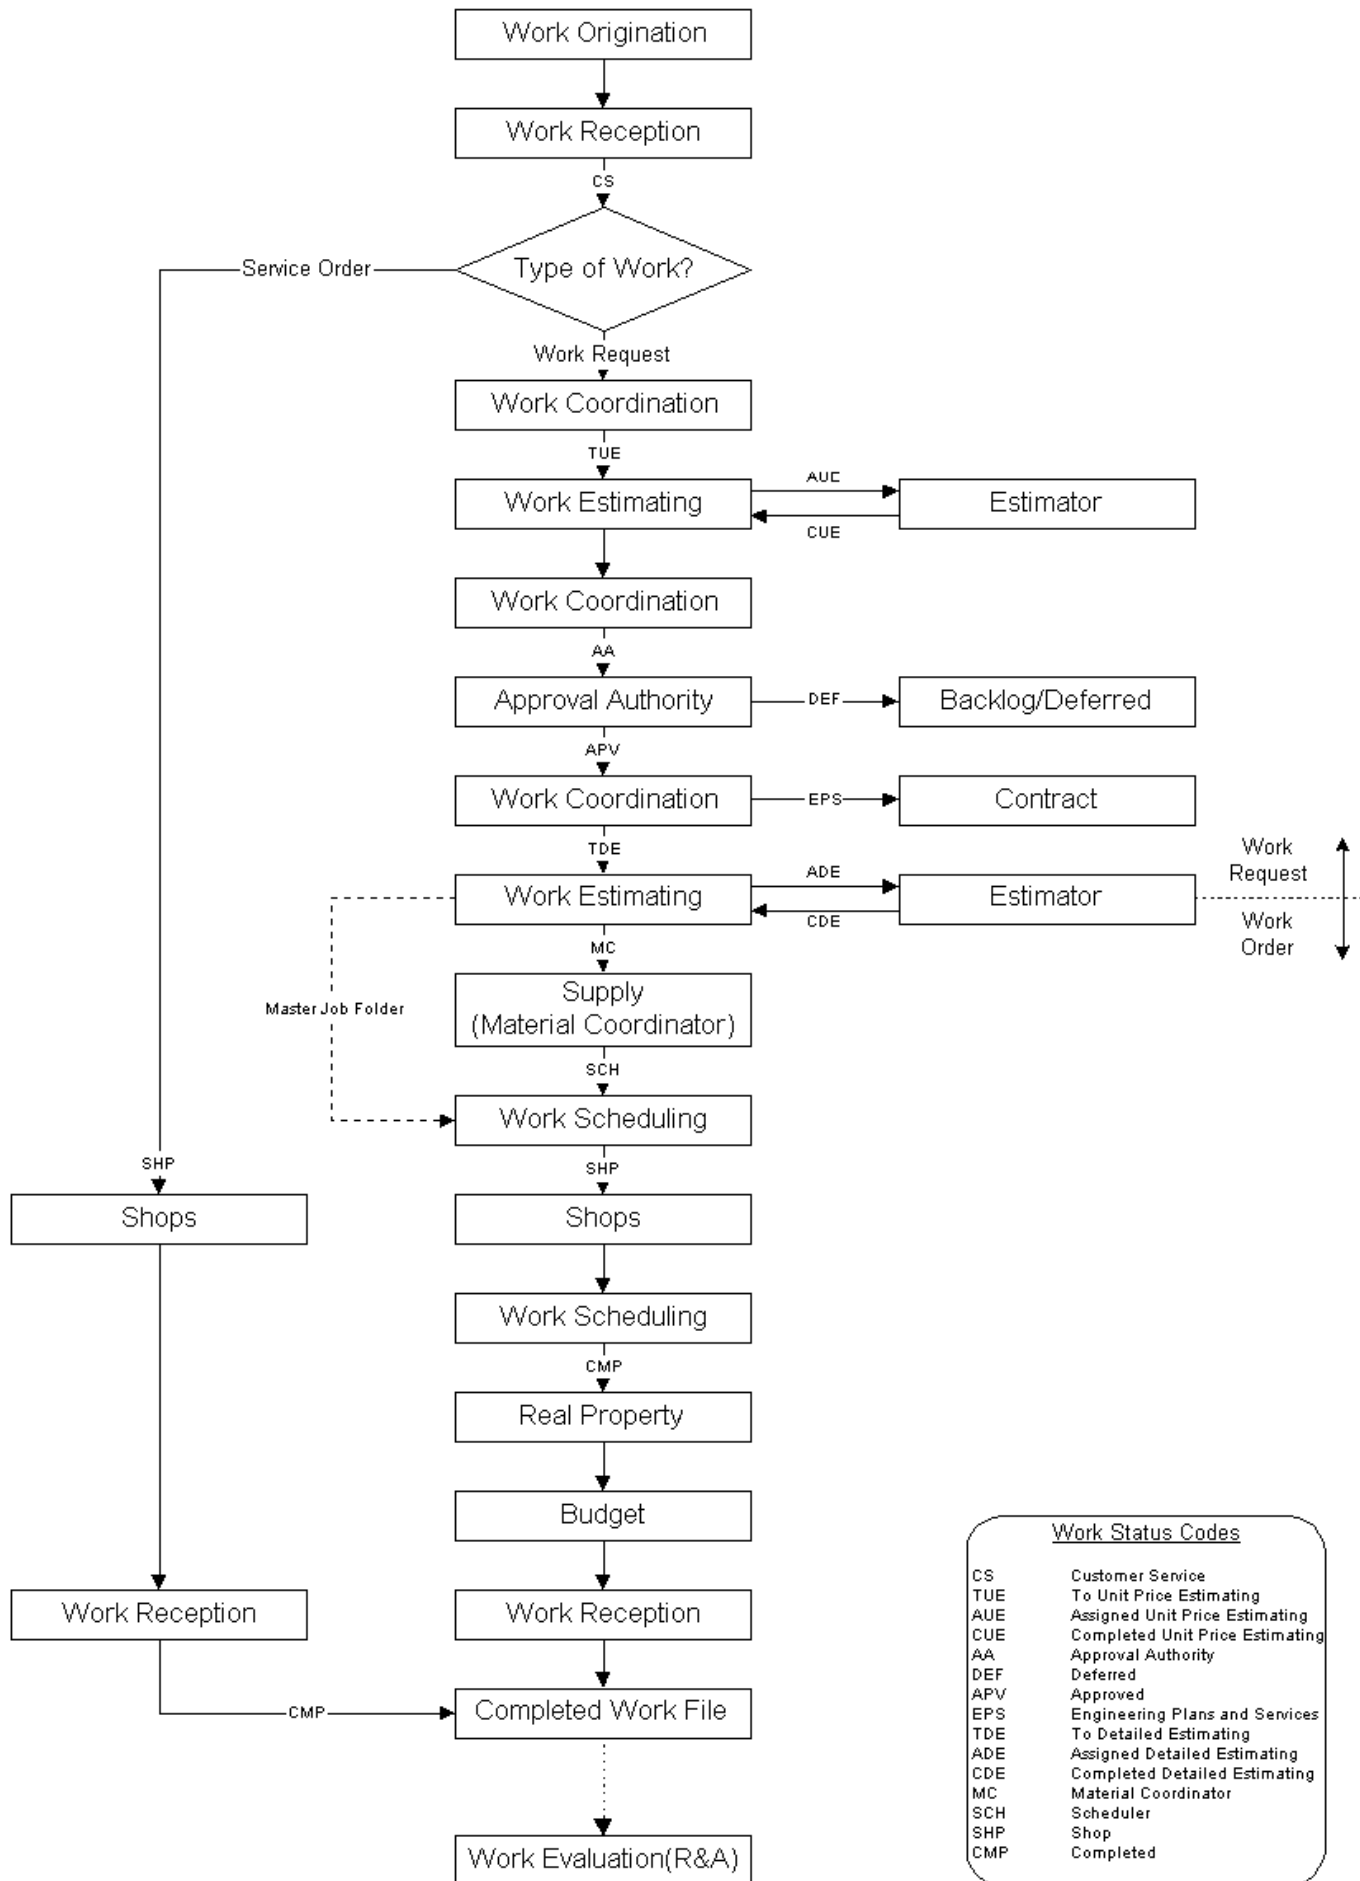 Work Origination
Work Reception
CS
Type of Work?
Service Order
Work Request
Work Coordination
TUE
Work Estimating
AUE
CUE
Estimator
Work Coordination
AA
Approval Authority
DEF
Backlog/Deferred
APV
Work Coordination
EPS
Contract
TDE
Work Estimating
ADE
CDE
Estimator
Work
Request
Work
Order
MC
Master Job Folder
Supply
(Material Coordinator)
SCH
Work Scheduling
SHP
SHP
Shops
Shops
Work Scheduling
CMP
Real Property
Budget
Work Reception
Work Reception
CMP
Completed Work File
Work Evaluation(R&A)
Work Status Codes
CS Customer Service
TUE To Unit Price Estimating
AUE Assigned Unit Price Estimating
CUE Completed Unit Price Estimating
AA Approval Authority
DEF Deferred
APV Approved
EPS Engineering Plans and Services
TDE To Detailed Estimating
ADE Assigned Detailed Estimating
CDE Completed Detailed Estimating
MC Material Coordinator
SCH Scheduler
SHP Shop
CMP Completed